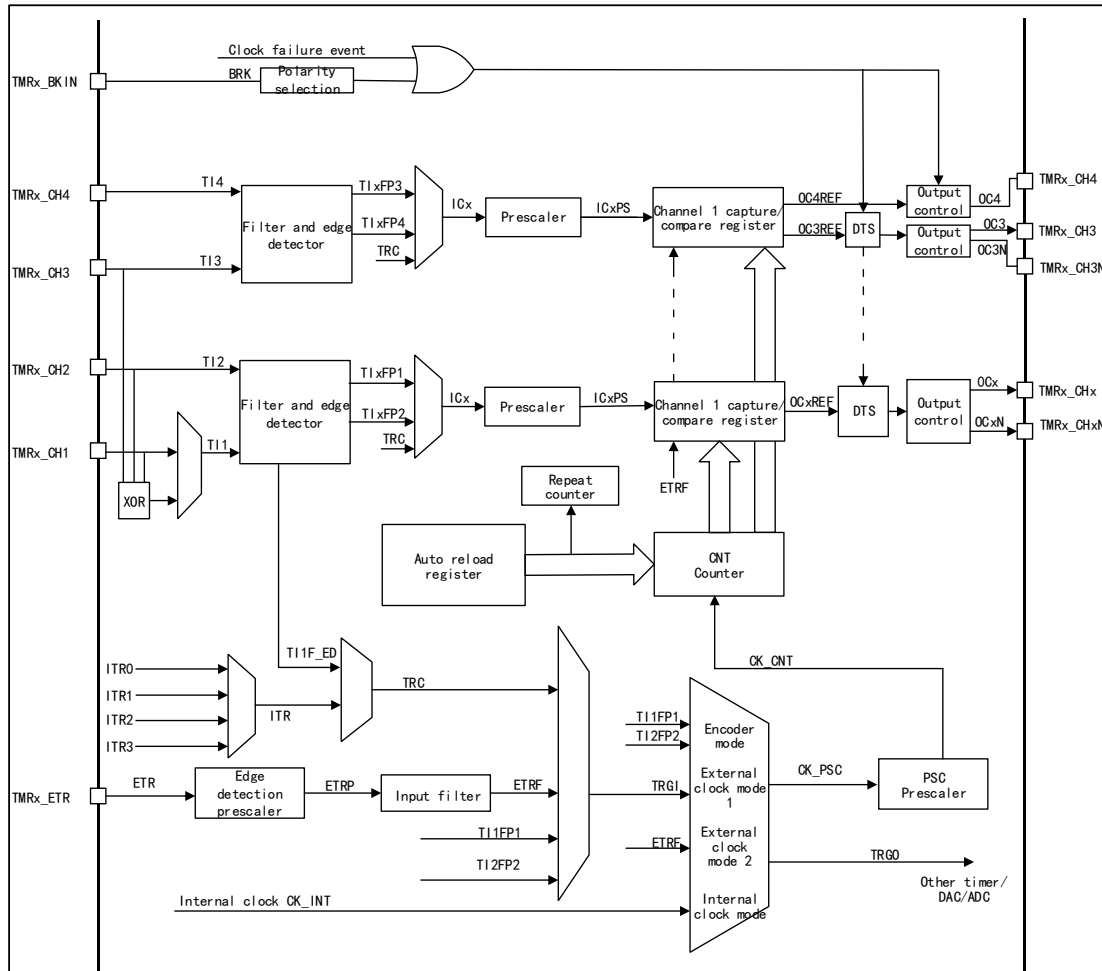 Clock failure event
TMRx_BKIN
BRK
Polarity
selection
TMRx_CH4
TI4
Filter and edge
detector
TIxFP3
TIxFP4
TRC
ICx
Prescaler
ICxPS
Channel 1 capture/
compare register
OC4REF
OC3REF
DTS
Output
control
OC4
TMRx_CH4
Output
control
OC3
OC3N
TMRx_CH3
TMRx_CH3N
TMRx_CH3
TI3
TMRx_CH2
TI2
Filter and edge
detector
TIxFP1
TIxFP2
TRC
ICx
Prescaler
ICxPS
Channel 1 capture/
compare register
OCxREF
DTS
Output
control
OCx
OCxN
TMRx_CHx
TMRx_CHxN
TMRx_CH1
TI1
XOR
ETRF
Repeat
counter
Auto reload
register
CNT
Counter
CK_CNT
TI1F_ED
ITR0
ITR1
ITR2
ITR3
ITR
TRC
TMRx_ETR
ETR
Edge
detection
prescaler
ETRP
Input filter
ETRF
TI1FP1
TI2FP2
TRGI
TI1FP1
TI2FP2
ETRF
Encoder
mode
External
clock mode
1
External
clock
mode 2
Internal
clock mode
CK_PSC
PSC
Prescaler
TRGO
Other timer/
DAC/ADC
Internal clock CK_INT